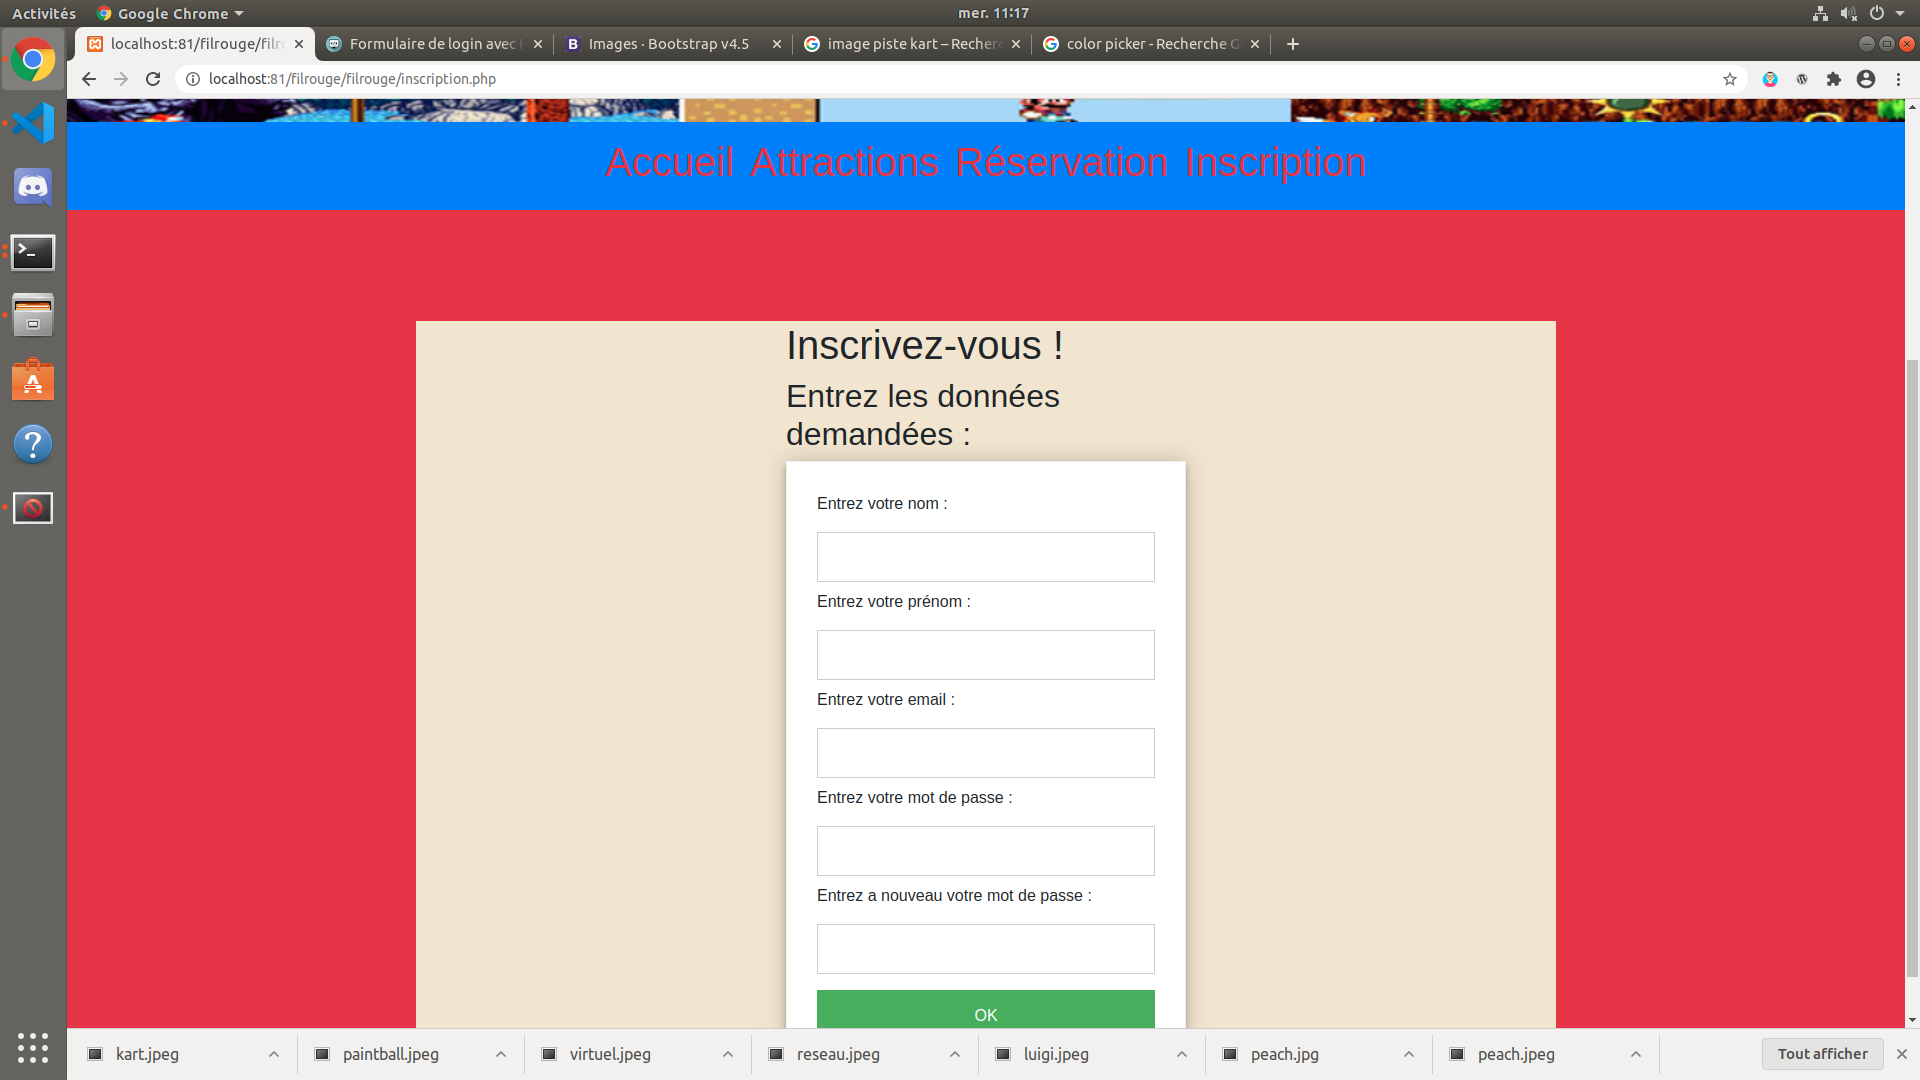 Activités
Google Chrome
mer. 11:17
localhost:81/filrouge/filr
Formulaire de login avec
Images · Bootstrap v4.5
image piste kart – Recherc
color picker - Recherche G
localhost:81/filrouge/filrouge/inscription.php
Accueil Attractions Réservation Inscription
Inscrivez-vous !
Entrez les données
demandées :
Entrez votre nom :
Entrez votre prénom :
Entrez votre email :
Entrez votre mot de passe :
Entrez a nouveau votre mot de passe :
OK
kart.jpeg
paintball.jpeg
virtuel.jpeg
reseau.jpeg
luigi.jpeg
peach.jpg
peach.jpeg
Tout afficher